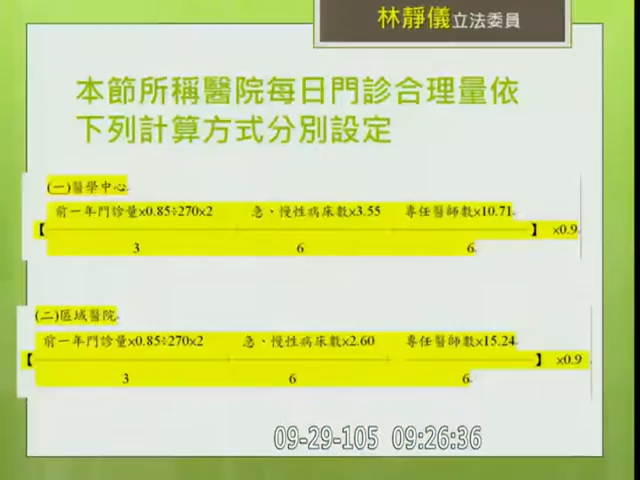 林靜儀立法委員
本節所稱醫院每日門診合理量依
下列計算方式分別設定
(一)醫學中心
前一年門診量x0.85÷270x2 急、慢性病床數x3.55 專任醫師數x10.71
【 】 x0.9
3 6 6
(二)區域醫院
前一年門診量x0.85÷270x2 急、慢性病床數x2.60 專任醫師數x15.24
【 】 x0.9
3 6 6
09-29-105 09:26:36